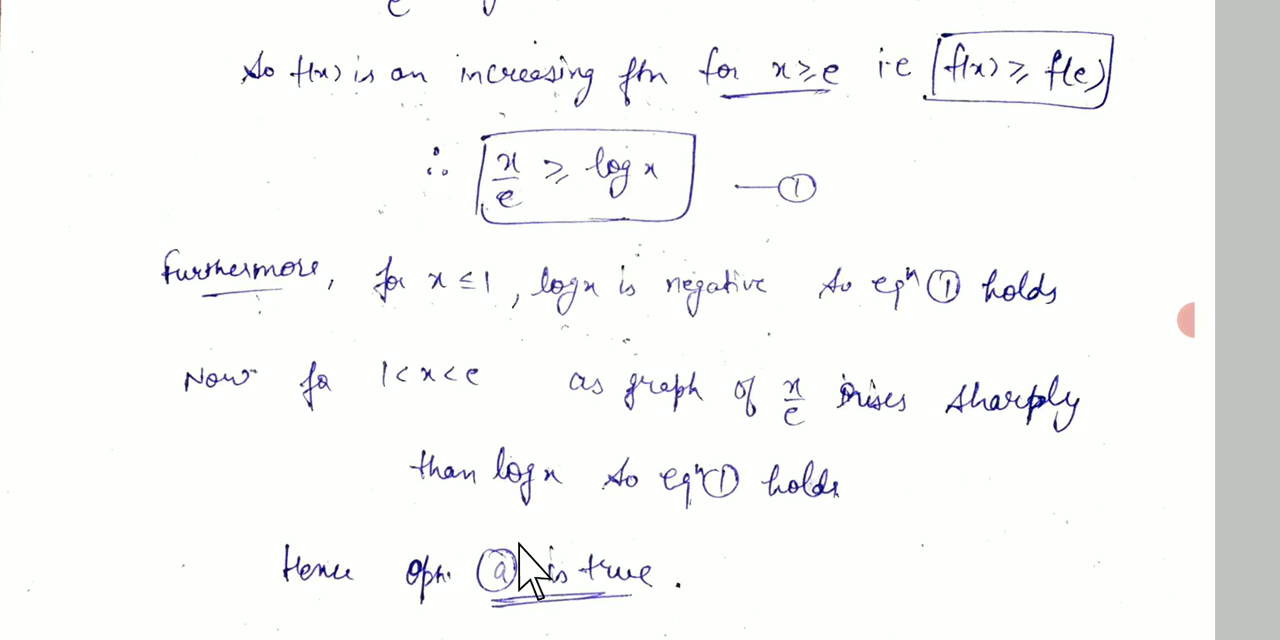 So f(x) is an increasing fn for x ≥ e i.e f(x) ≥ f(e)
∴ x/e ≥ log x — ①
Furthermore, for x ≤ 1, log x is negative so eqⁿ ① holds
Now for 1 < x < e as graph of x/e rises sharply
than log x so eqⁿ ① holds
Hence opt. ⓐ is true.